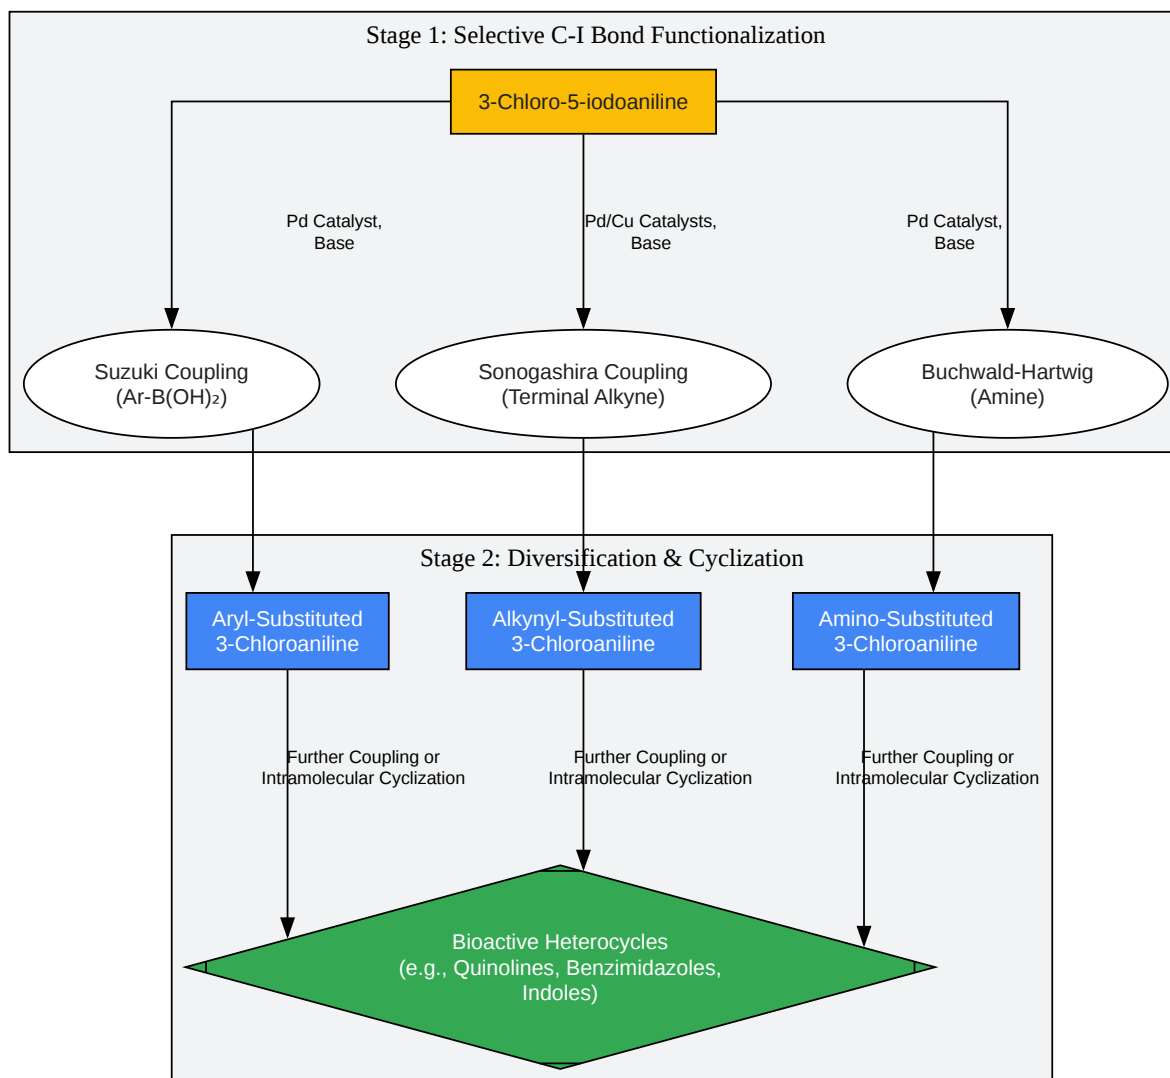 Stage 1: Selective C-I Bond Functionalization
3-Chloro-5-iodoaniline
Pd Catalyst,
Base
Pd/Cu Catalysts,
Base
Pd Catalyst,
Base
Suzuki Coupling
(Ar-B(OH)₂)
Sonogashira Coupling
(Terminal Alkyne)
Buchwald-Hartwig
(Amine)
Stage 2: Diversification & Cyclization
Aryl-Substituted
3-Chloroaniline
Alkynyl-Substituted
3-Chloroaniline
Amino-Substituted
3-Chloroaniline
Further Coupling or
Intramolecular Cyclization
Further Coupling or
Intramolecular Cyclization
Further Coupling or
Intramolecular Cyclization
Bioactive Heterocycles
(e.g., Quinolines, Benzimidazoles,
Indoles)